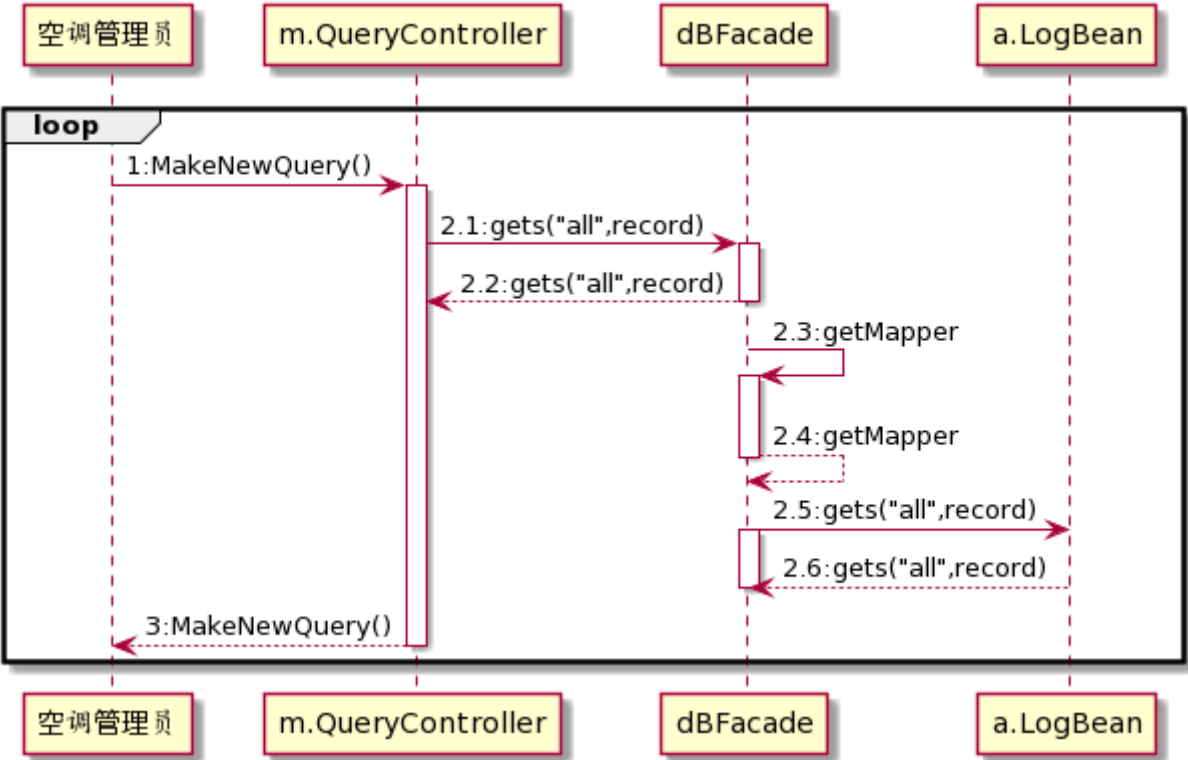 空调管理员
m.QueryController
dBFacade
a.LogBean
loop
1:MakeNewQuery()
2.1:gets("all",record)
2.2:gets("all",record)
2.3:getMapper
2.4:getMapper
2.5:gets("all",record)
2.6:gets("all",record)
3:MakeNewQuery()
空调管理员
m.QueryController
dBFacade
a.LogBean